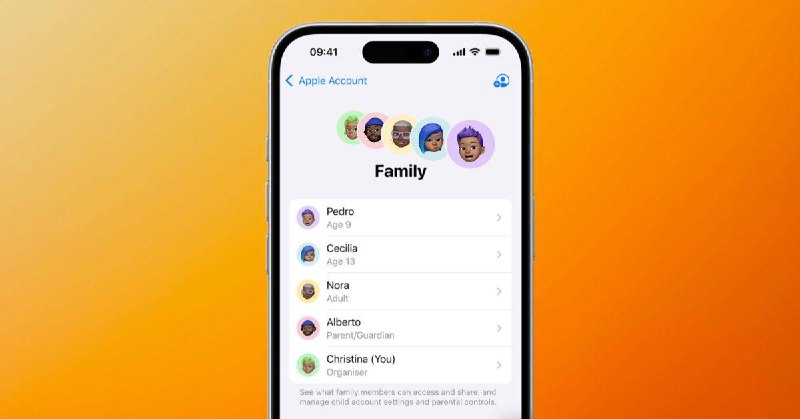 09:41
Apple Account
Family
Pedro
Age 9
Cecilia
Age 13
Nora
Adult
Alberto
Parent/Guardian
Christina (You)
Organiser
See what family members can access and share, and
manage child account settings and parental controls.